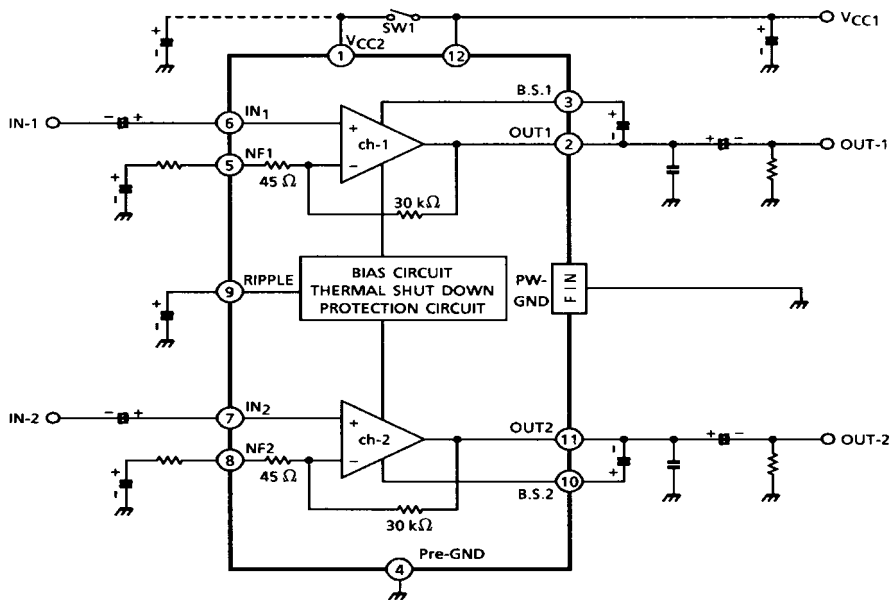 VCC1
SW1
VCC2
1
12
B.S.1
3
IN-1
IN1
6
ch-1
OUT1
2
OUT-1
NF1
5
45 Ω
30 kΩ
RIPPLE
9
BIAS CIRCUIT
THERMAL SHUT DOWN
PROTECTION CIRCUIT
PW-
GND
FIN
IN-2
IN2
7
ch-2
OUT2
11
OUT-2
NF2
8
45 Ω
10
B.S.2
30 kΩ
Pre-GND
4